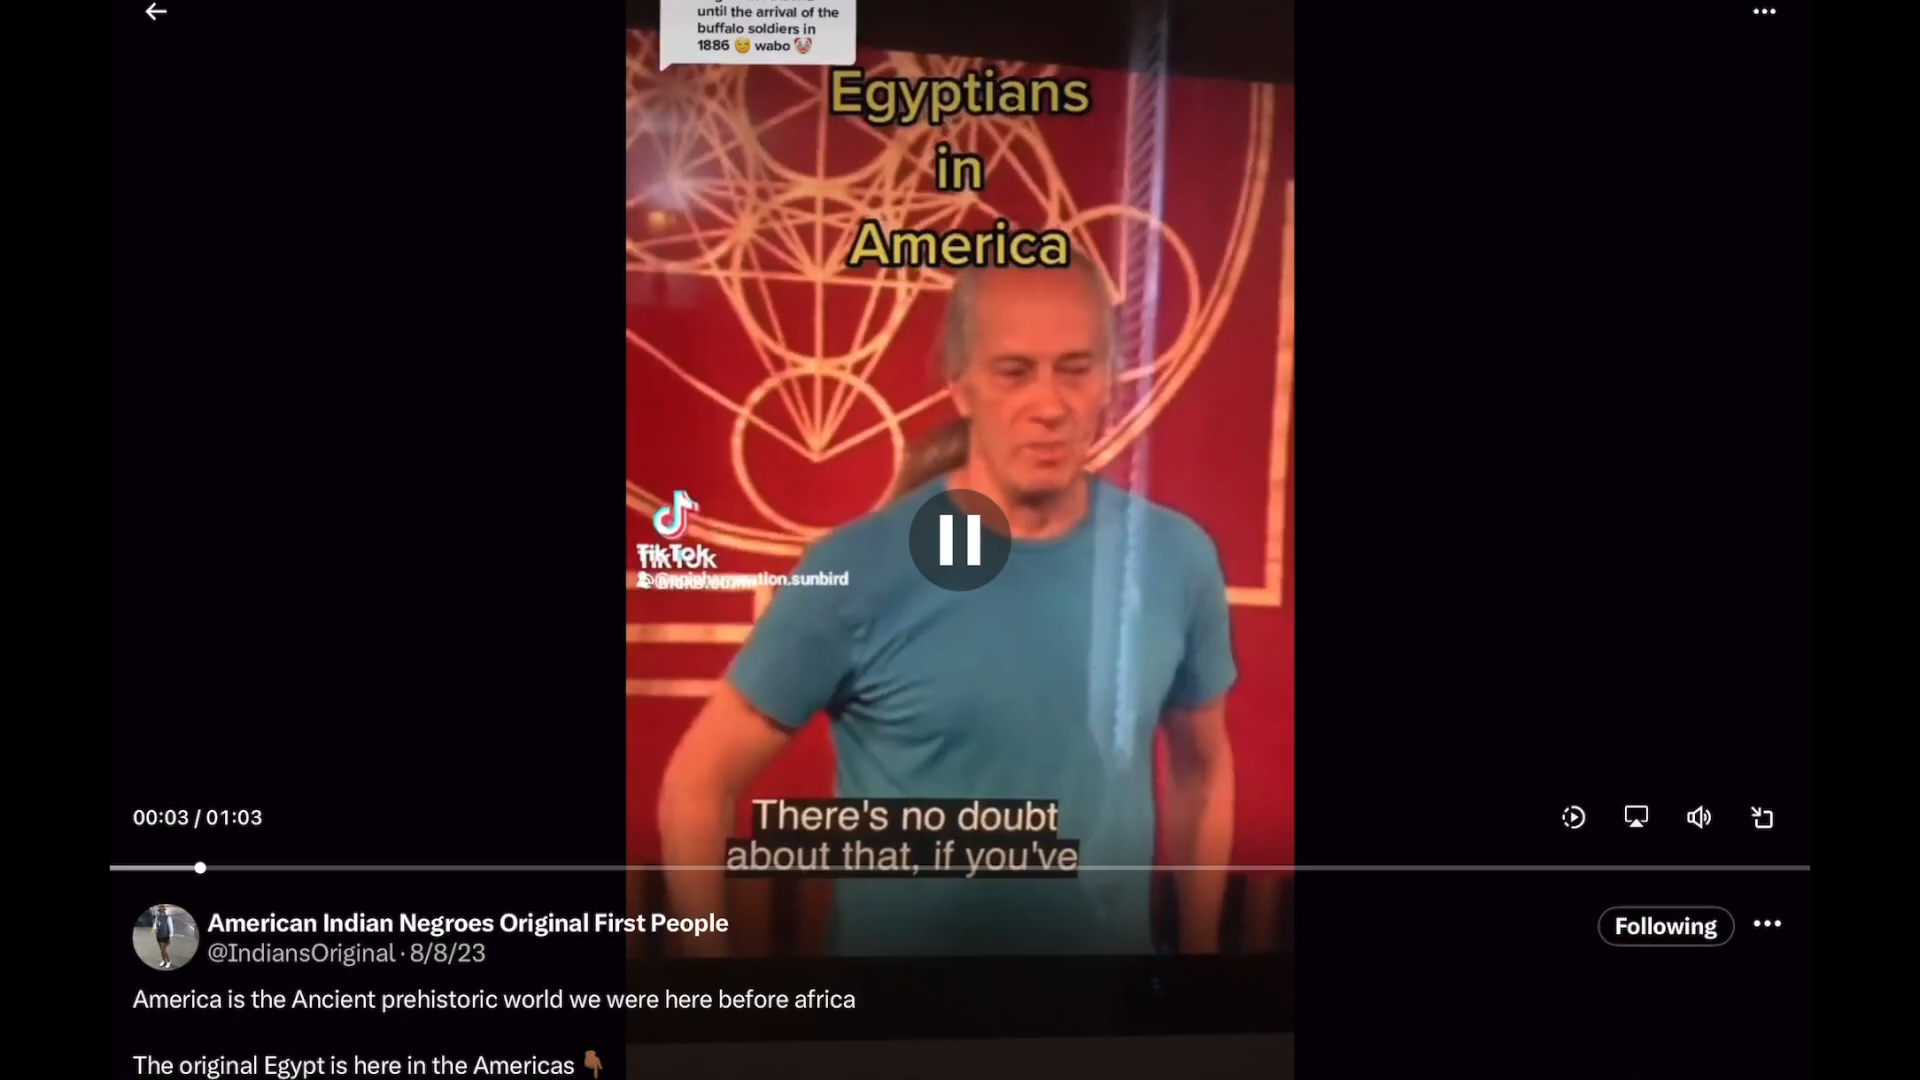 until the arrival of the
buffalo soldiers in
1886 😏 wabo 🤡
Egyptians
in
America
TikTok
There's no doubt
about that, if you've
00:03 / 01:03
American Indian Negroes Original First People
@IndiansOriginal · 8/8/23
Following
America is the Ancient prehistoric world we were here before africa
The original Egypt is here in the Americas 👇🏾